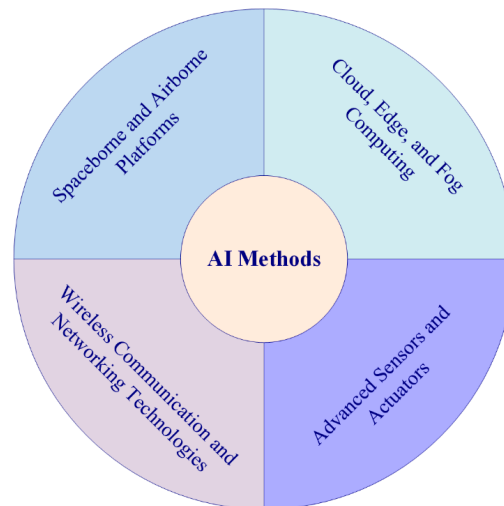 Spaceborne and Airborne
Platforms
Cloud, Edge, and Fog
Computing
AI Methods
Wireless Communication and
Networking Technologies
Advanced Sensors and
Actuators